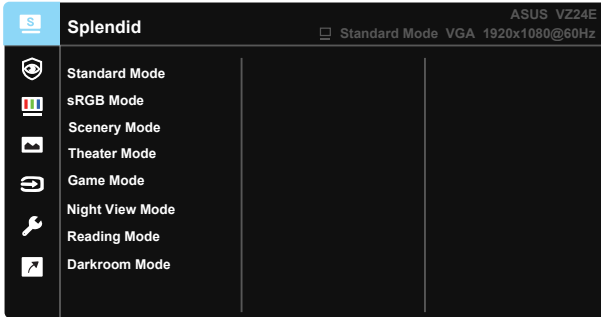 S
Splendid
ASUS VZ24E
Standard Mode VGA 1920x1080@60Hz
Standard Mode
sRGB Mode
Scenery Mode
Theater Mode
Game Mode
Night View Mode
Reading Mode
Darkroom Mode